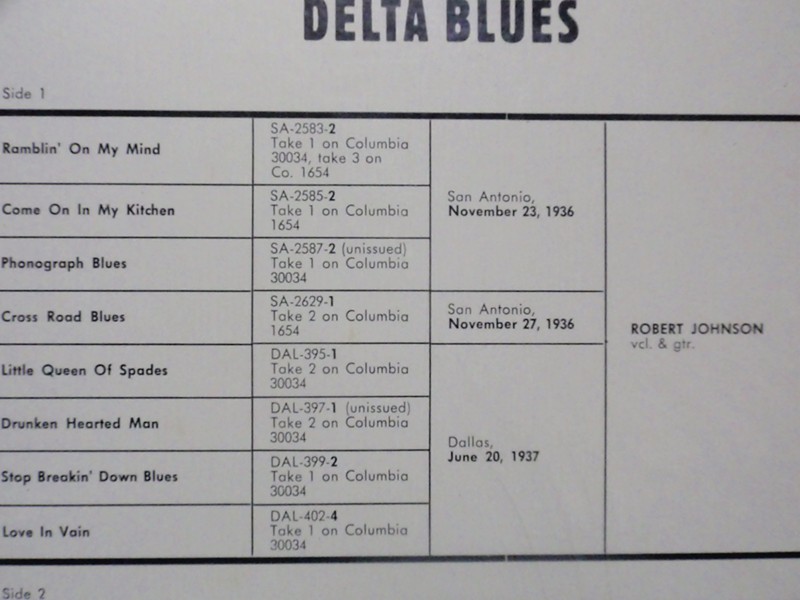 DELTA BLUES
Side 1
Ramblin' On My Mind
SA-2583-2
Take 1 on Columbia
30034, take 3 on
Co. 1654
Come On In My Kitchen
SA-2585-2
Take 1 on Columbia
1654
Phonograph Blues
SA-2587-2 (unissued)
Take 1 on Columbia
30034
San Antonio,
November 23, 1936
Cross Road Blues
SA-2629-1
Take 2 on Columbia
1654
San Antonio,
November 27, 1936
Little Queen Of Spades
DAL-395-1
Take 2 on Columbia
30034
Drunken Hearted Man
DAL-397-1 (unissued)
Take 2 on Columbia
30034
Stop Breakin' Down Blues
DAL-399-2
Take 1 on Columbia
30034
Love In Vain
DAL-402-4
Take 1 on Columbia
30034
Dallas,
June 20, 1937
ROBERT JOHNSON
vcl. & gtr.
Side 2